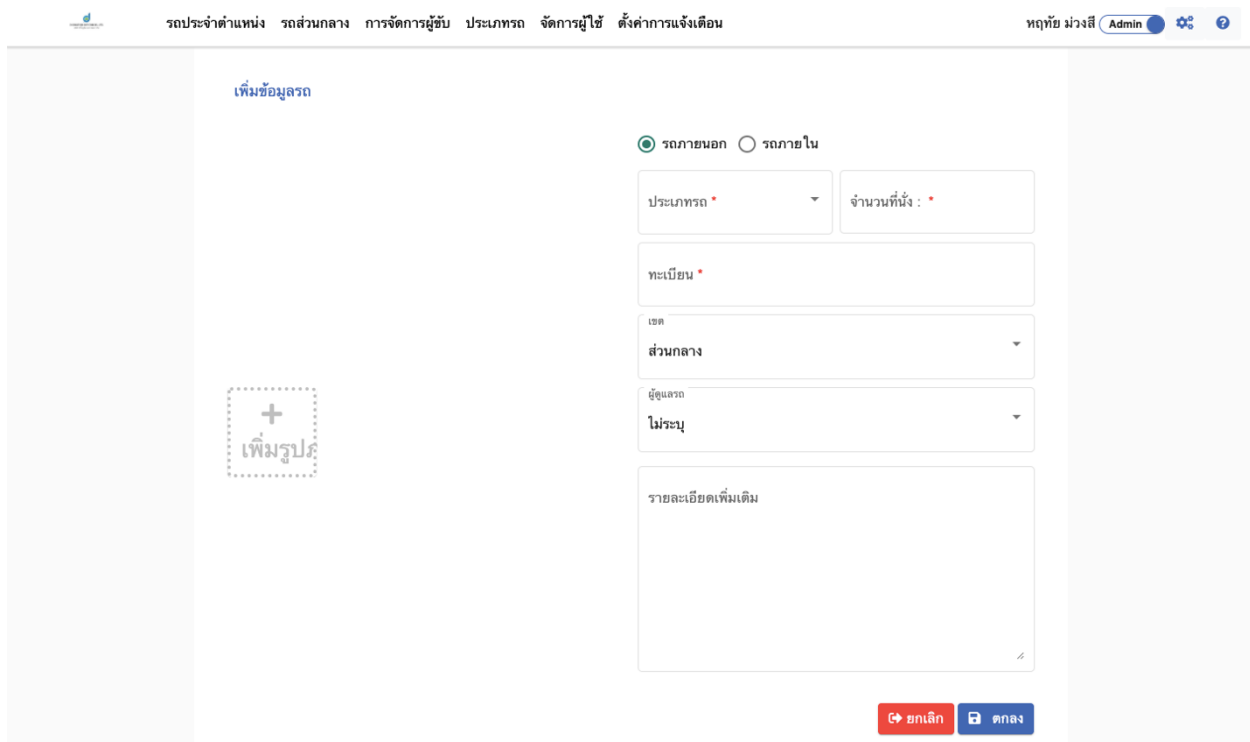 รถประจำตำแหน่ง รถส่วนกลาง การจัดการผู้ขับ ประเภทรถ จัดการผู้ใช้ ตั้งค่าการแจ้งเตือน หฤทัย ม่วงสี Admin
เพิ่มข้อมูลรถ
รถภายนอก รถภายใน
ประเภทรถ * จำนวนที่นั่ง : *
ทะเบียน *
เขต
ส่วนกลาง
ผู้ดูแลรถ
ไม่ระบุ
เพิ่มรูปภ
รายละเอียดเพิ่มเติม
ยกเลิก ตกลง